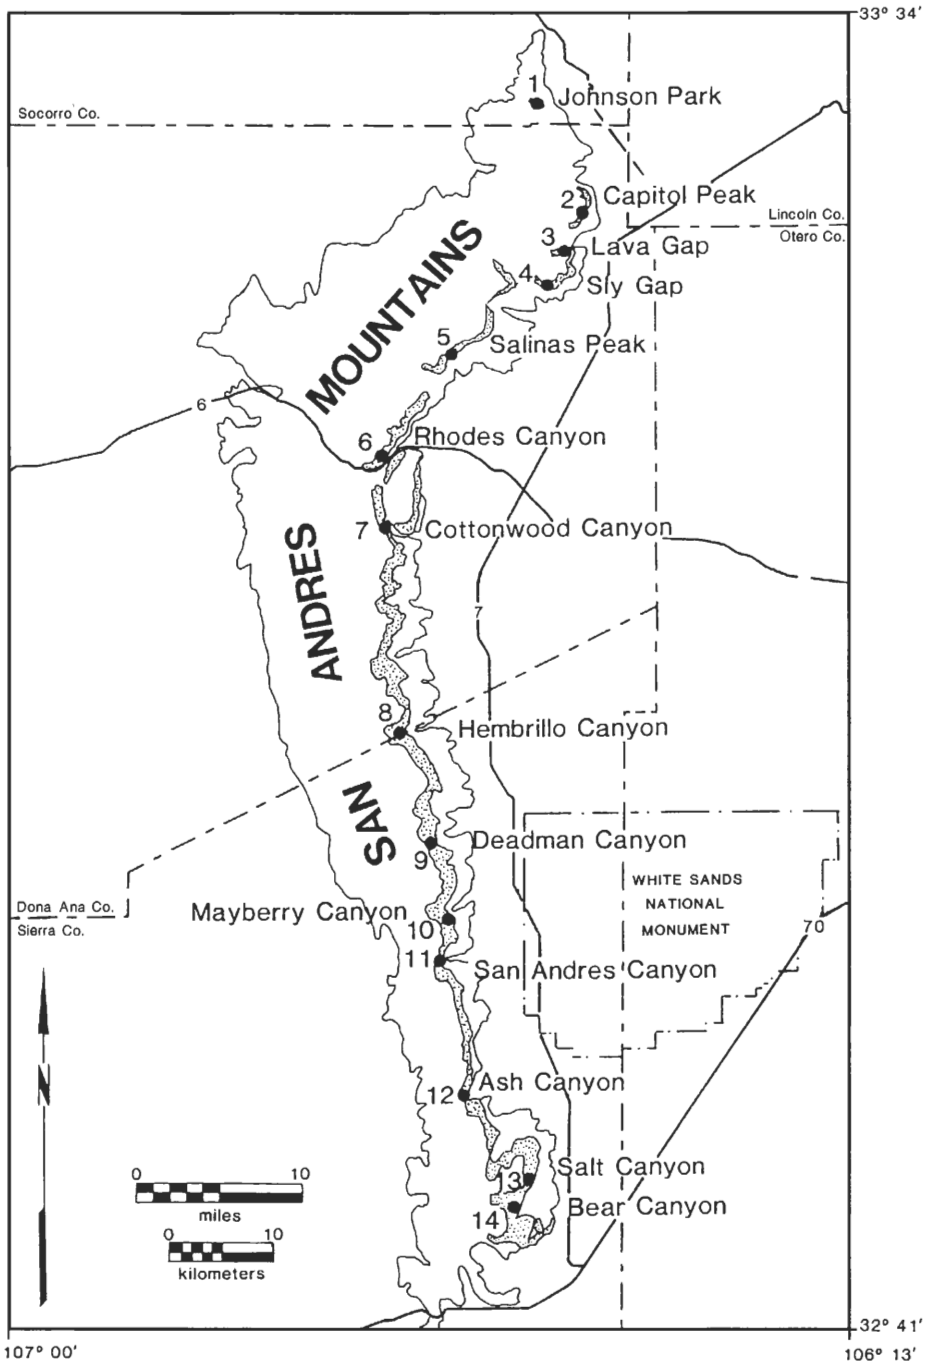 33° 34'
1
Johnson Park
Socorro Co.
2
Capitol Peak
Lincoln Co.
Otero Co.
3
Lava Gap
4
Sly Gap
MOUNTAINS
5
Salinas Peak
6
6
Rhodes Canyon
7
Cottonwood Canyon
ANDRES
7
8
Hembrillo Canyon
SAN
9
Deadman Canyon
WHITE SANDS
NATIONAL
MONUMENT
Dona Ana Co.
Sierra Co.
Mayberry Canyon
10
70
11
San Andres Canyon
N
12
Ash Canyon
13
Salt Canyon
14
Bear Canyon
0 10
miles
0 10
kilometers
32° 41'
107° 00'
106° 13'